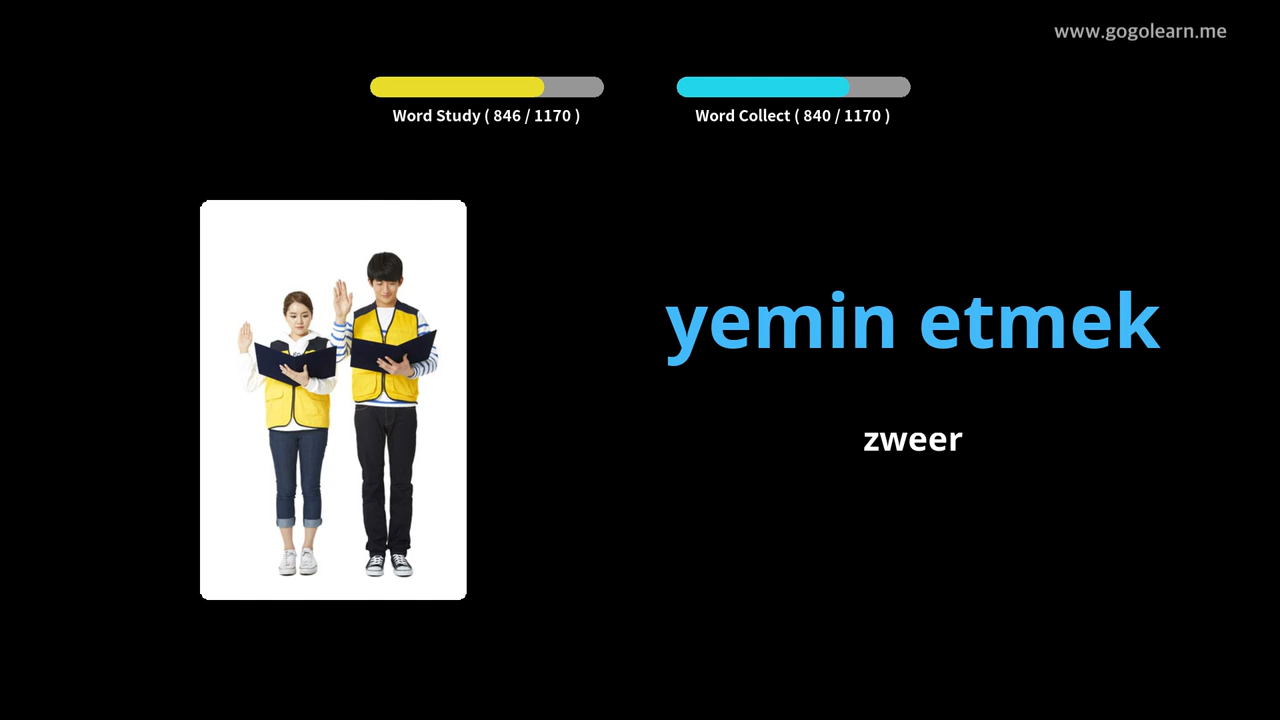 www.gogolearn.me
Word Study ( 846 / 1170 )
Word Collect ( 840 / 1170 )
yemin etmek
zweer